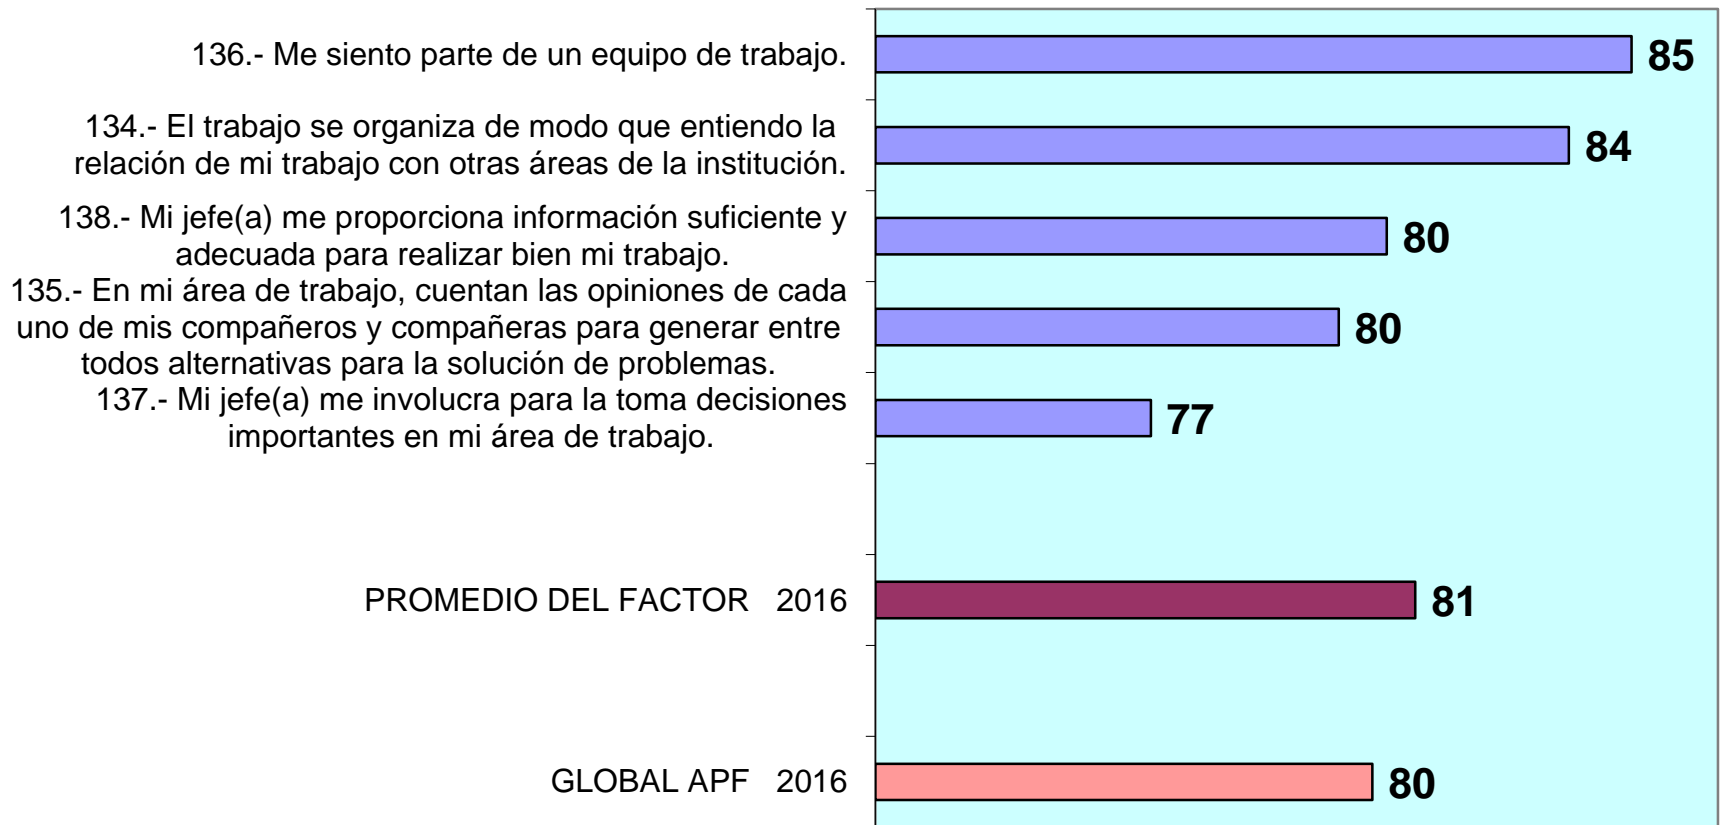 136.- Me siento parte de un equipo de trabajo.
85
134.- El trabajo se organiza de modo que entiendo la
relación de mi trabajo con otras áreas de la institución.
84
138.- Mi jefe(a) me proporciona información suficiente y
adecuada para realizar bien mi trabajo.
80
135.- En mi área de trabajo, cuentan las opiniones de cada
uno de mis compañeros y compañeras para generar entre
todos alternativas para la solución de problemas.
80
137.- Mi jefe(a) me involucra para la toma decisiones
importantes en mi área de trabajo.
77
PROMEDIO DEL FACTOR 2016
81
GLOBAL APF 2016
80